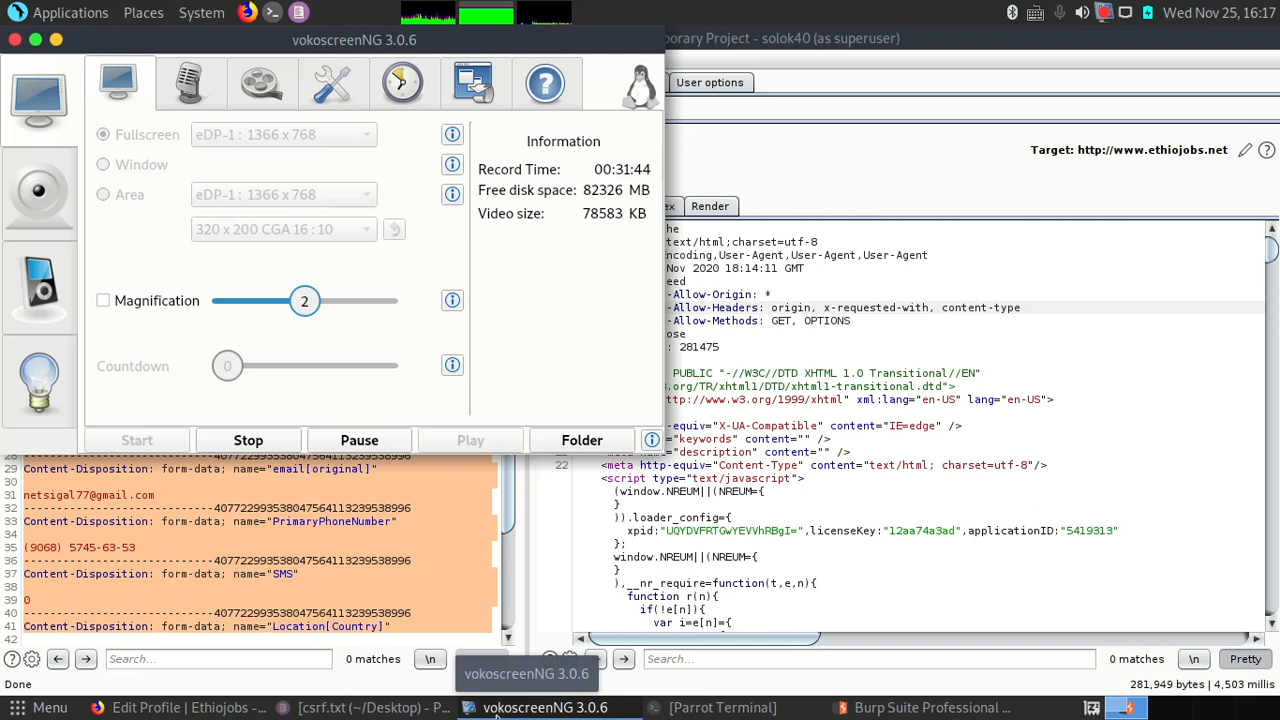 Applications Places System Wed Nov 25, 16:17
vokoscreenNG 3.0.6
porary Project - solok40 (as superuser)
User options
Target: http://www.ethiojobs.net
Fullscreen eDP-1 : 1366 x 768
Window
Area eDP-1 : 1366 x 768
320 x 200 CGA 16 : 10
Magnification 2
Countdown 0
Information
Record Time: 00:31:44
Free disk space: 82326 MB
Video size: 78583 KB
Start Stop Pause Play Folder
ex Render
he
text/html;charset=utf-8
ncoding,User-Agent,User-Agent
Nov 2020 18:14:11 GMT
eed
-Allow-Origin: *
-Allow-Headers: origin, x-requested-with, content-type
-Allow-Methods: GET, OPTIONS
ose
: 281475
PUBLIC "-//W3C//DTD XHTML 1.0 Transitional//EN"
3.org/TR/xhtml1/DTD/xhtml1-transitional.dtd">
ttp://www.w3.org/1999/xhtml" xml:lang="en-US" lang="en-US">
equiv="X-UA-Compatible" content="IE=edge" />
"keywords" content="" />
"description" content="" />
22 <meta http-equiv="Content-Type" content="text/html; charset=utf-8"/>
<script type="text/javascript">
(window.NREUM||(NREUM={
}
)).loader_config={
xpid:"UQYDVFRTGwYEVVhRBgI=",licenseKey:"12aa74a3ad",applicationID:"5419313"
};
window.NREUM||(NREUM={
}
),__nr_require=function(t,e,n){
function r(n){
if(!e[n]){
var i=e[n]={
28 -----------------------------4077229935380475641132395​38996
29 Content-Disposition: form-data; name="email[original]"
30
31 netsigal77@gmail.com
32 -----------------------------407722993538047564113239538996
33 Content-Disposition: form-data; name="PrimaryPhoneNumber"
34
35 (9068) 5745-63-53
36 -----------------------------407722993538047564113239538996
37 Content-Disposition: form-data; name="SMS"
38
39 0
40 -----------------------------407722993538047564113239538996
41 Content-Disposition: form-data; name="Location[Country]"
42
Search... 0 matches \n
Search... 0 matches \n Pretty
vokoscreenNG 3.0.6
Done 281,949 bytes | 4,503 millis
Menu Edit Profile | Ethiojobs - ... [csrf.txt (~/Desktop) - P... vokoscreenNG 3.0.6 [Parrot Terminal] Burp Suite Professional ...